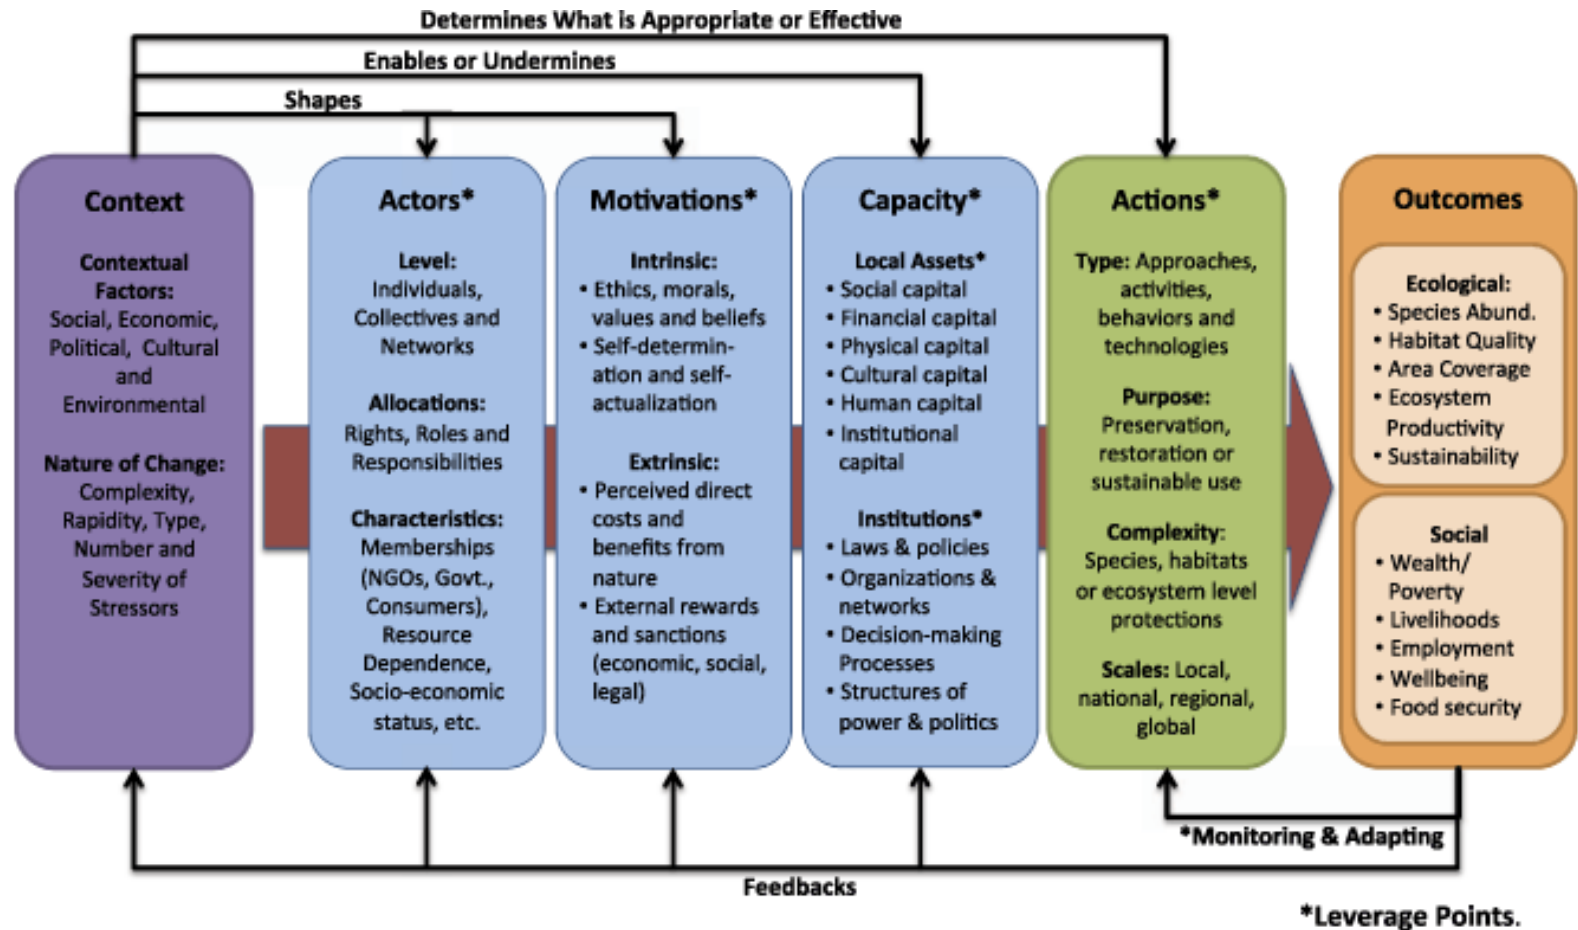 Determines What is Appropriate or Effective
Enables or Undermines
Shapes
Context
Contextual
Factors:
Social, Economic,
Political, Cultural
and
Environmental
Nature of Change:
Complexity,
Rapidity, Type,
Number and
Severity of
Stressors
Actors*
Level:
Individuals,
Collectives and
Networks
Allocations:
Rights, Roles and
Responsibilities
Characteristics:
Memberships
(NGOs, Govt.,
Consumers),
Resource
Dependence,
Socio-economic
status, etc.
Motivations*
Intrinsic:
• Ethics, morals,
values and beliefs
• Self-determin-
ation and self-
actualization
Extrinsic:
• Perceived direct
costs and
benefits from
nature
• External rewards
and sanctions
(economic, social,
legal)
Capacity*
Local Assets*
• Social capital
• Financial capital
• Physical capital
• Cultural capital
• Human capital
• Institutional
capital
Institutions*
• Laws & policies
• Organizations &
networks
• Decision-making
Processes
• Structures of
power & politics
Actions*
Type: Approaches,
activities,
behaviors and
technologies
Purpose:
Preservation,
restoration or
sustainable use
Complexity:
Species, habitats
or ecosystem level
protections
Scales: Local,
national, regional,
global
Outcomes
Ecological:
• Species Abund.
• Habitat Quality
• Area Coverage
• Ecosystem
Productivity
• Sustainability
Social
• Wealth/
Poverty
• Livelihoods
• Employment
• Wellbeing
• Food security
*Monitoring & Adapting
Feedbacks
*Leverage Points.